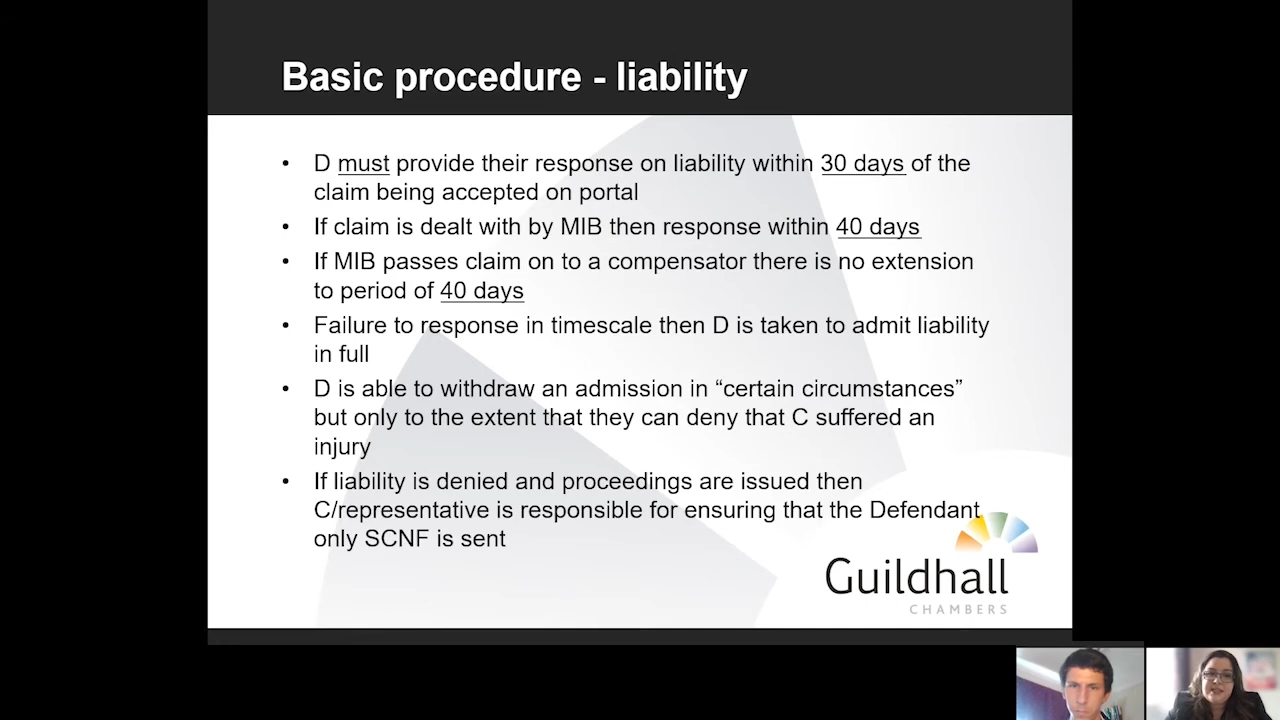 Basic procedure - liability
• D must provide their response on liability within 30 days of the
claim being accepted on portal
• If claim is dealt with by MIB then response within 40 days
• If MIB passes claim on to a compensator there is no extension
to period of 40 days
• Failure to response in timescale then D is taken to admit liability
in full
• D is able to withdraw an admission in “certain circumstances”
but only to the extent that they can deny that C suffered an
injury
• If liability is denied and proceedings are issued then
C/representative is responsible for ensuring that the Defendant
only SCNF is sent
Guildhall
CHAMBERS